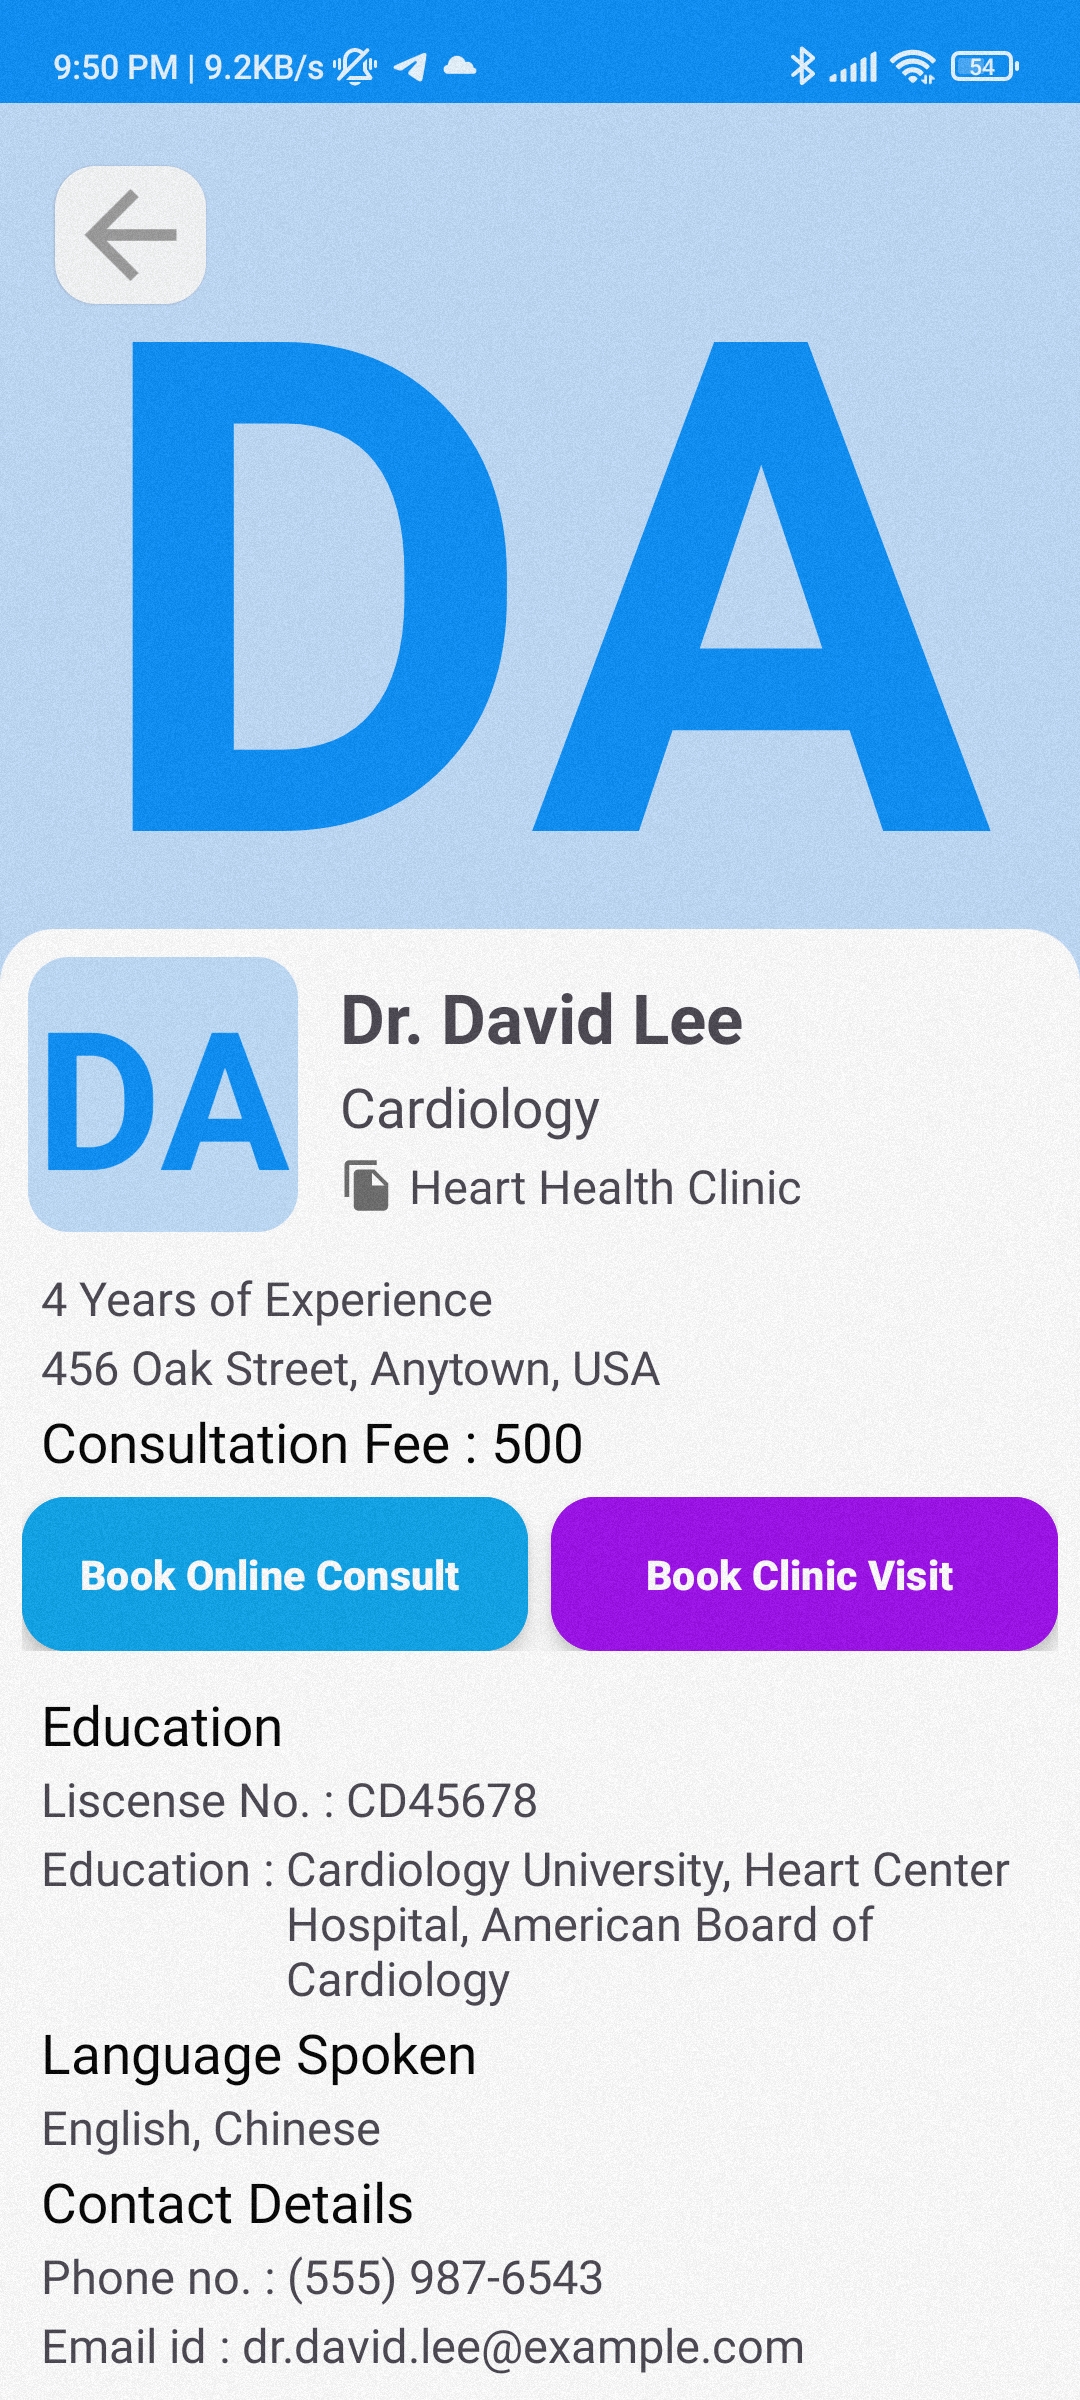 9:50 PM | 9.2KB/s
54
DA
DA
Dr. David Lee
Cardiology
Heart Health Clinic
4 Years of Experience
456 Oak Street, Anytown, USA
Consultation Fee : 500
Book Online Consult
Book Clinic Visit
Education
Liscense No. : CD45678
Education : Cardiology University, Heart Center
Hospital, American Board of
Cardiology
Language Spoken
English, Chinese
Contact Details
Phone no. : (555) 987-6543
Email id : dr.david.lee@example.com